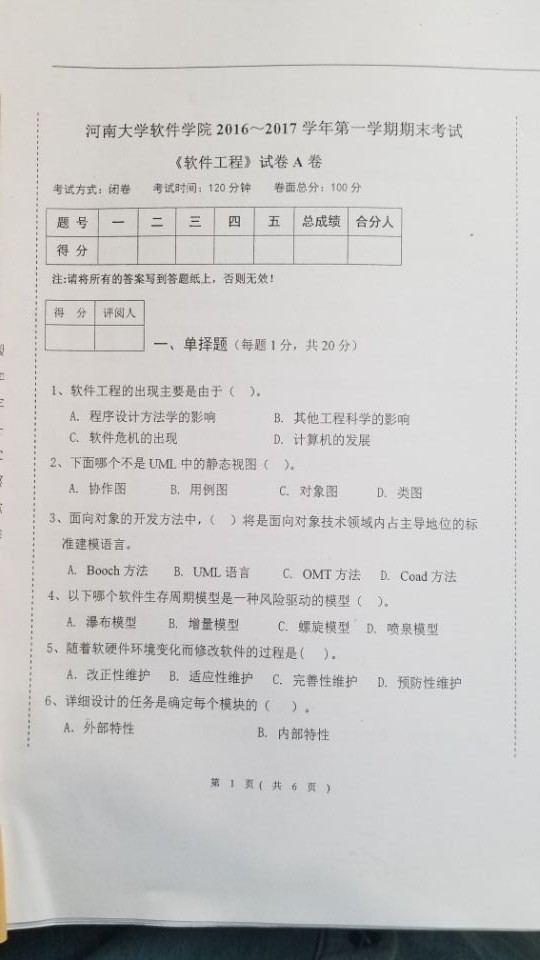 河南大学软件学院 2016～2017 学年第一学期期末考试
《软件工程》试卷 A 卷
考试方式：闭卷 考试时间：120 分钟 卷面总分：100 分
题 号 一 二 三 四 五 总成绩 合分人
得 分
注:请将所有的答案写到答题纸上，否则无效!
得 分 评阅人
一、单择题（每题 1 分，共 20 分）
1、软件工程的出现主要是由于（ ）。
A. 程序设计方法学的影响 B. 其他工程科学的影响
C. 软件危机的出现 D. 计算机的发展
2、下面哪个不是 UML 中的静态视图（ ）。
A. 协作图 B. 用例图 C. 对象图 D. 类图
3、面向对象的开发方法中，（ ）将是面向对象技术领域内占主导地位的标
准建模语言。
A. Booch 方法 B. UML 语言 C. OMT 方法 D. Coad 方法
4、以下哪个软件生存周期模型是一种风险驱动的模型（ ）。
A. 瀑布模型 B. 增量模型 C. 螺旋模型 D. 喷泉模型
5、随着软硬件环境变化而修改软件的过程是( )。
A. 改正性维护 B. 适应性维护 C. 完善性维护 D. 预防性维护
6、详细设计的任务是确定每个模块的（ ）。
A. 外部特性 B. 内部特性
第 1 页( 共 6 页 )